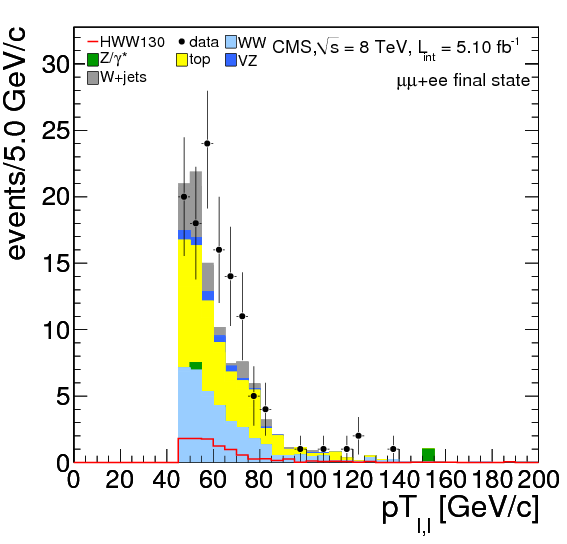 HWW130 data WW CMS,√s = 8 TeV, L_int = 5.10 fb⁻¹
Z/γ* top VZ
W+jets μμ+ee final state
events/5.0 GeV/c
30
25
20
15
10
5
0
0 20 40 60 80 100 120 140 160 180 200
pT_l,l [GeV/c]